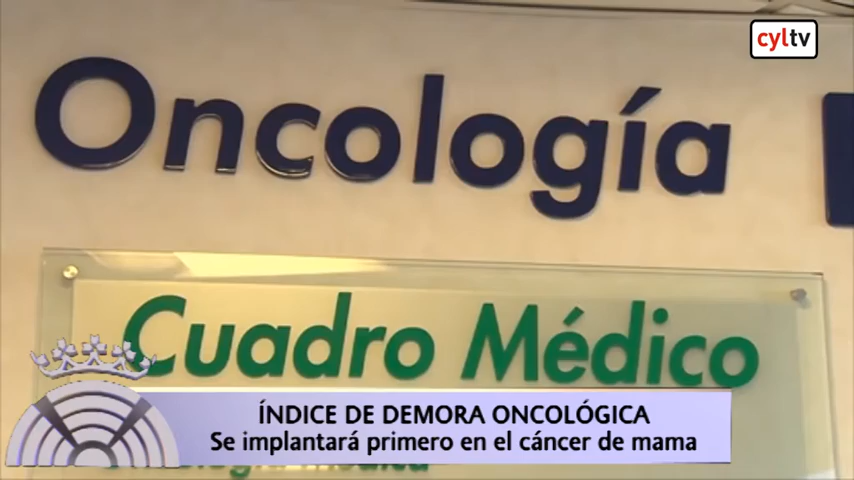 cyltv
Oncología
Cuadro Médico
ÍNDICE DE DEMORA ONCOLÓGICA
Se implantará primero en el cáncer de mama